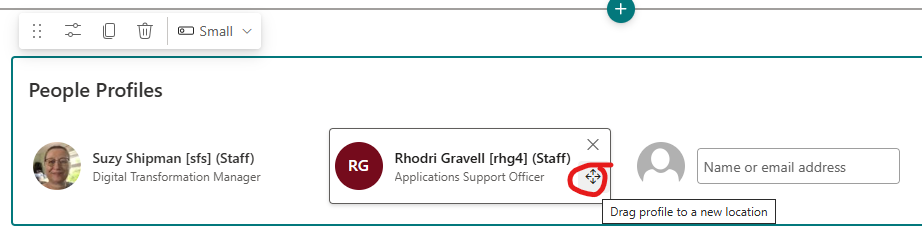 Small
People Profiles
Suzy Shipman [sfs] (Staff)
Digital Transformation Manager
RG
Rhodri Gravell [rhg4] (Staff)
Applications Support Officer
Name or email address
Drag profile to a new location